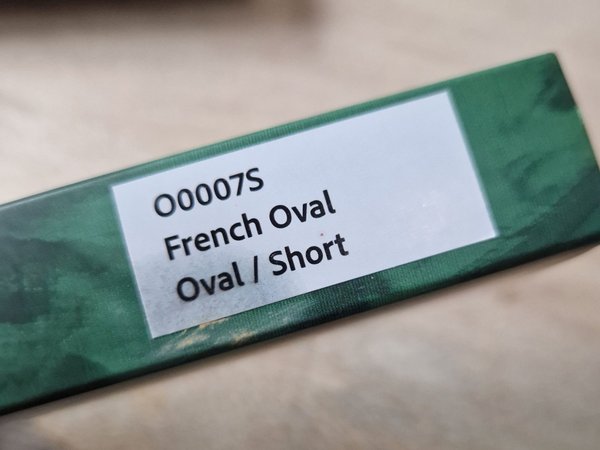 O0007S
French Oval
Oval / Short